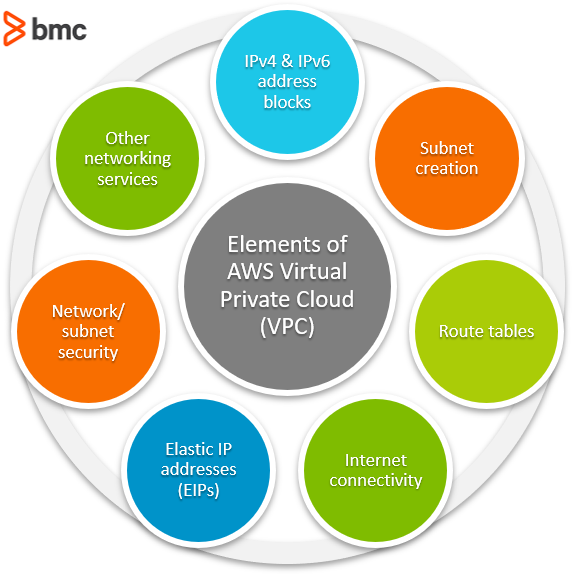 bmc
IPv4 & IPv6
address
blocks
Subnet
creation
Route tables
Internet
connectivity
Elastic IP
addresses
(EIPs)
Network/
subnet
security
Other
networking
services
Elements of
AWS Virtual
Private Cloud
(VPC)